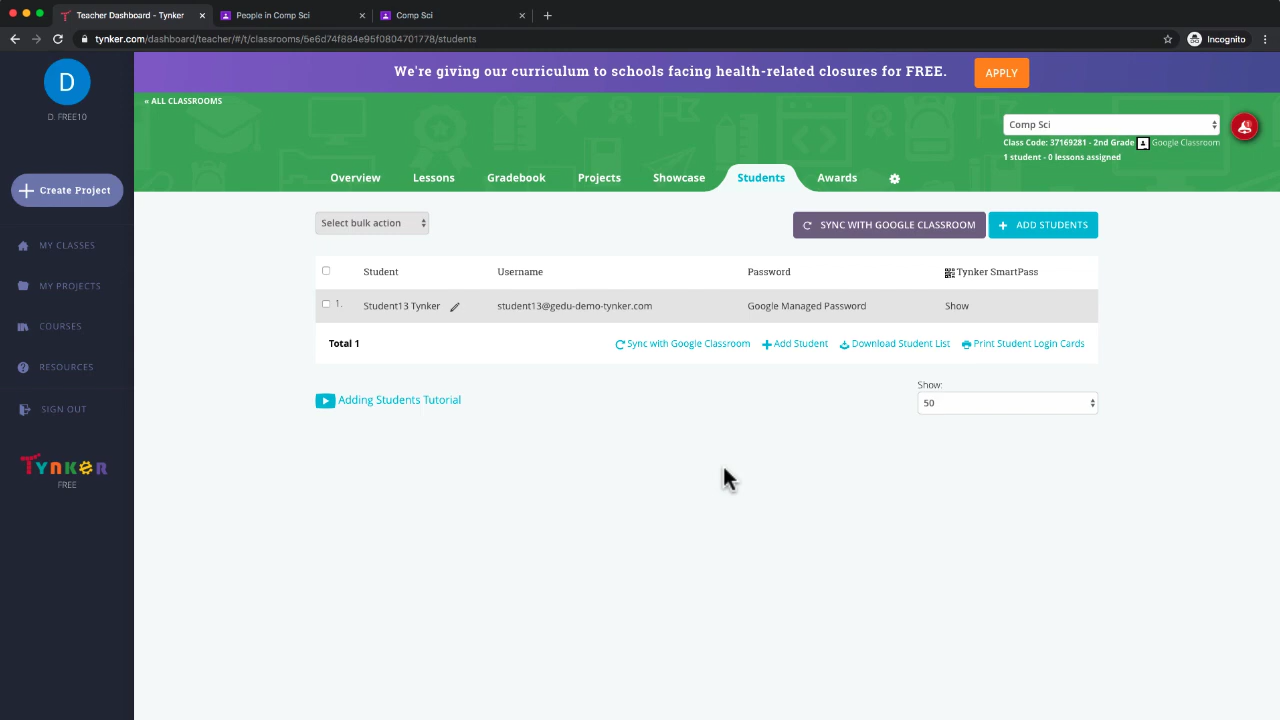 Teacher Dashboard - Tynker
People in Comp Sci
Comp Sci
tynker.com/dashboard/teacher/#/t/classrooms/5e6d74f884e95f0804701778/students
Incognito
D
D. FREE10
Create Project
MY CLASSES
MY PROJECTS
COURSES
RESOURCES
SIGN OUT
TYNKER
FREE
We're giving our curriculum to schools facing health-related closures for FREE.
APPLY
« ALL CLASSROOMS
Comp Sci
Class Code: 37169281 - 2nd Grade Google Classroom
1 student - 0 lessons assigned
1
Overview Lessons Gradebook Projects Showcase Students Awards
Select bulk action
SYNC WITH GOOGLE CLASSROOM
+ ADD STUDENTS
Student Username Password Tynker SmartPass
1. Student13 Tynker student13@gedu-demo-tynker.com Google Managed Password Show
Total 1 Sync with Google Classroom Add Student Download Student List Print Student Login Cards
Adding Students Tutorial
Show:
50